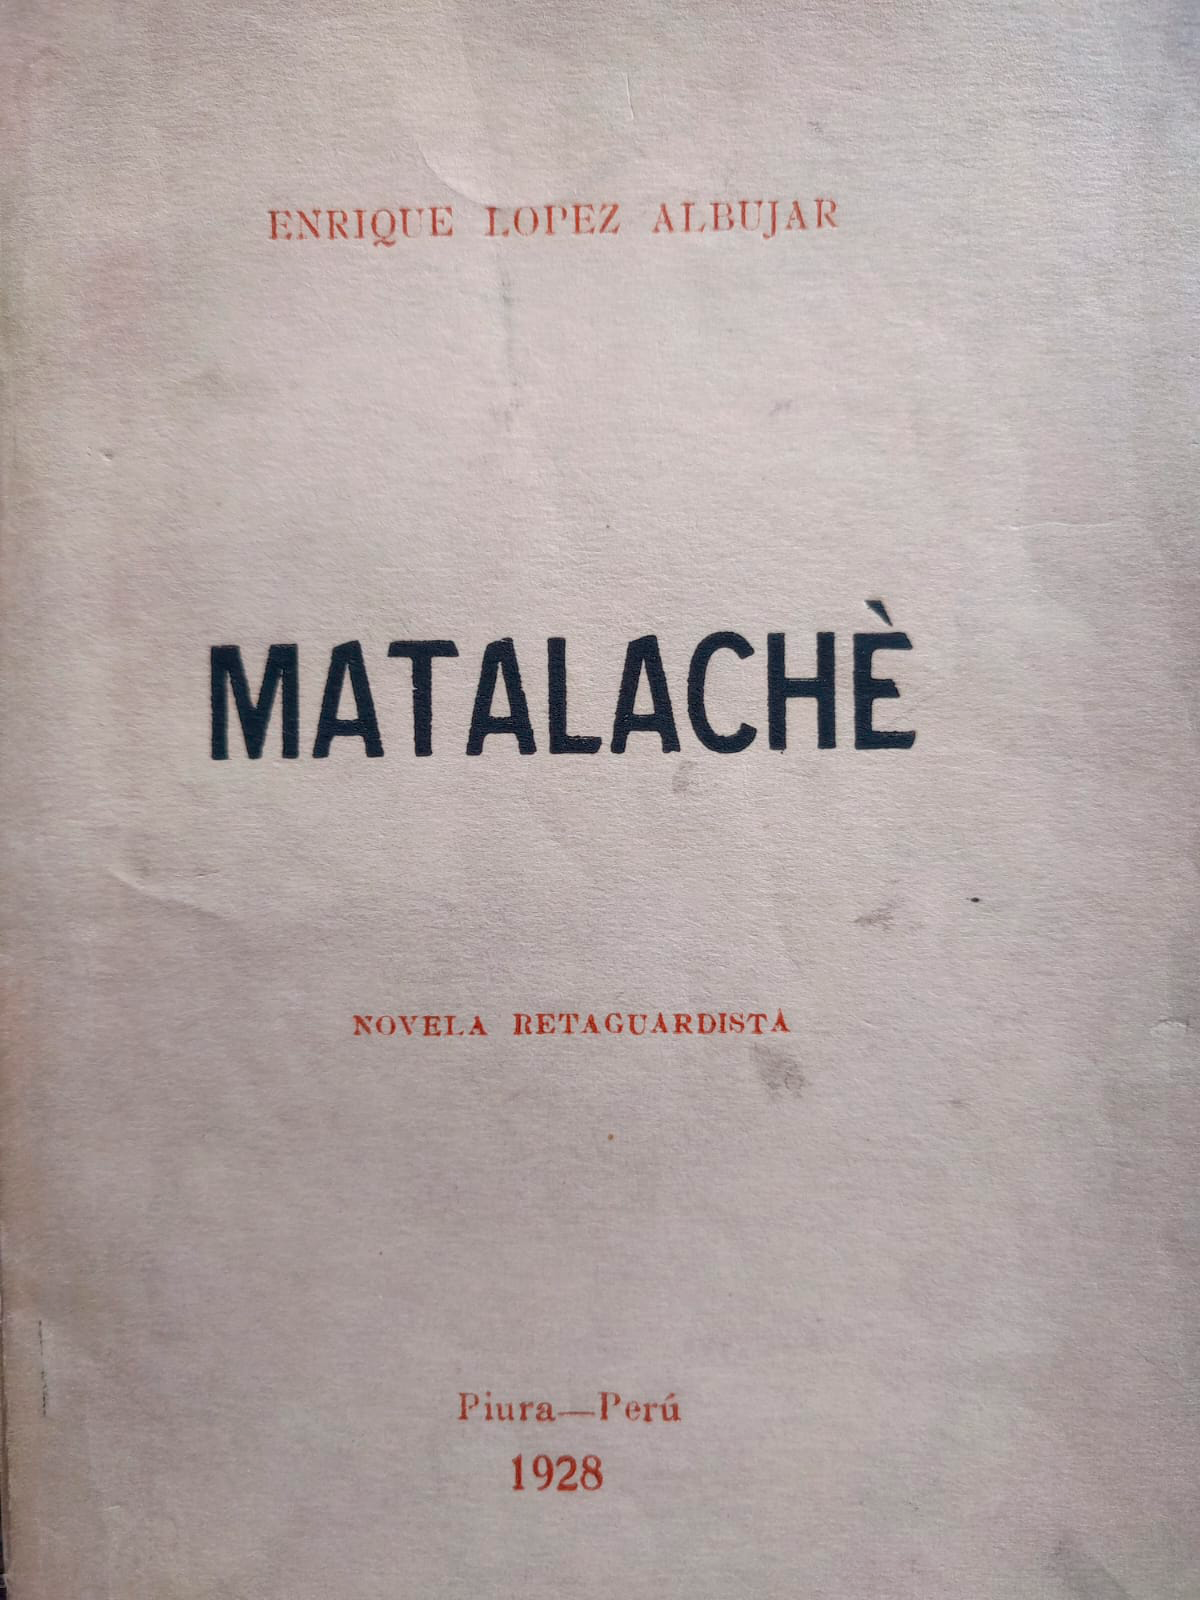 ENRIQUE LOPEZ ALBUJAR
MATALACHÈ
NOVELA RETAGUARDISTA
Piura—Perú
1928